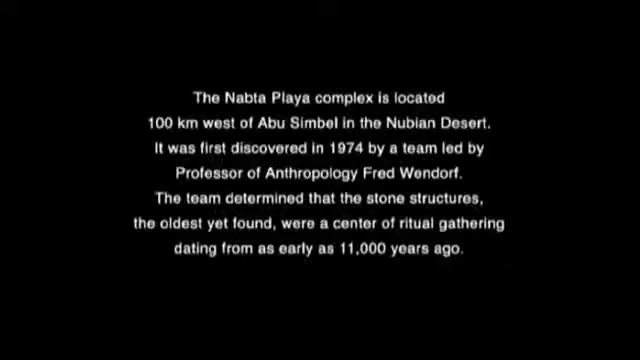 The Nabta Playa complex is located
100 km west of Abu Simbel in the Nubian Desert.
It was first discovered in 1974 by a team led by
Professor of Anthropology Fred Wendorf.
The team determined that the stone structures,
the oldest yet found, were a center of ritual gathering
dating from as early as 11,000 years ago.